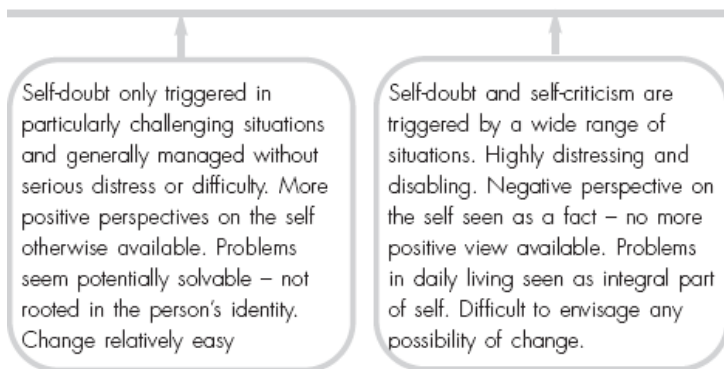 Self-doubt only triggered in
particularly challenging situations
and generally managed without
serious distress or difficulty. More
positive perspectives on the self
otherwise available. Problems
seem potentially solvable – not
rooted in the person's identity.
Change relatively easy
Self-doubt and self-criticism are
triggered by a wide range of
situations. Highly distressing and
disabling. Negative perspective on
the self seen as a fact – no more
positive view available. Problems
in daily living seen as integral part
of self. Difficult to envisage any
possibility of change.